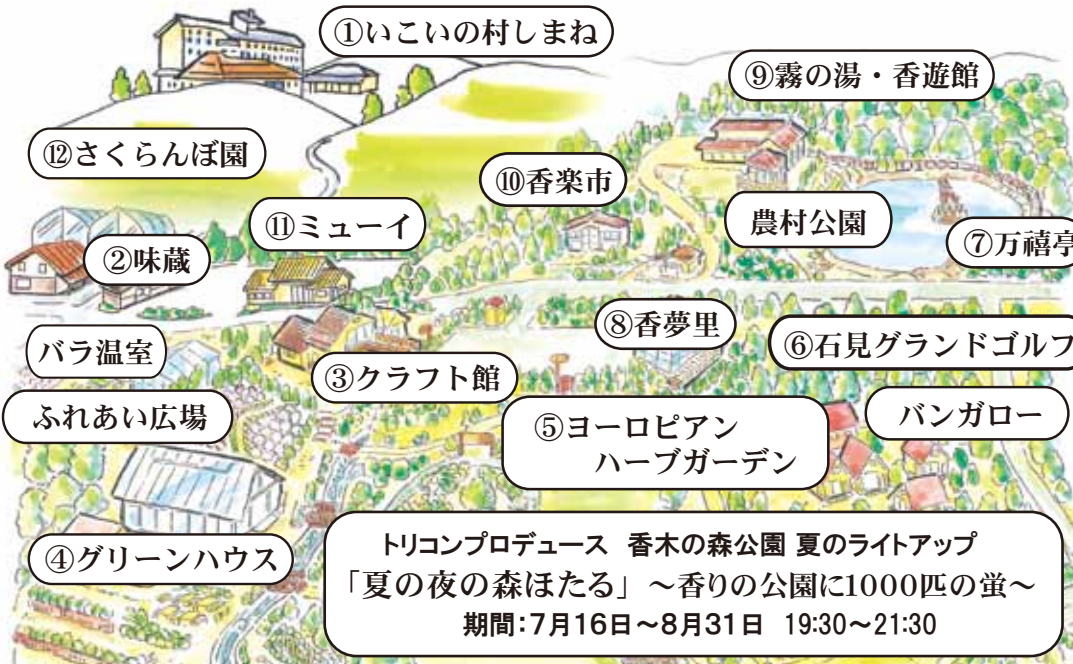 ①いこいの村しまね
⑨霧の湯・香遊館
⑫さくらんぼ園
⑩香楽市
⑪ミューイ
農村公園
②味蔵
⑦万禧亭
バラ温室
⑧香夢里
⑥石見グランドゴルフ
③クラフト館
ふれあい広場
バンガロー
⑤ヨーロピアン
ハーブガーデン
④グリーンハウス
トリコンプロデュース 香木の森公園 夏のライトアップ
「夏の夜の森ほたる」 ～香りの公園に1000匹の蛍～
期間：7月16日～8月31日 19:30～21:30